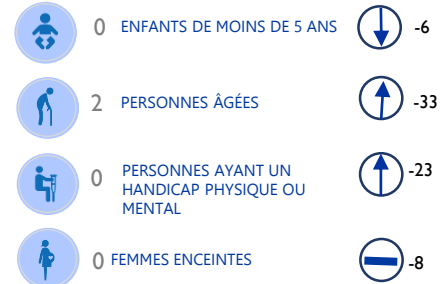 0 ENFANTS DE MOINS DE 5 ANS -6
2 PERSONNES ÂGÉES -33
0 PERSONNES AYANT UN
HANDICAP PHYSIQUE OU
MENTAL
-23
0 FEMMES ENCEINTES -8